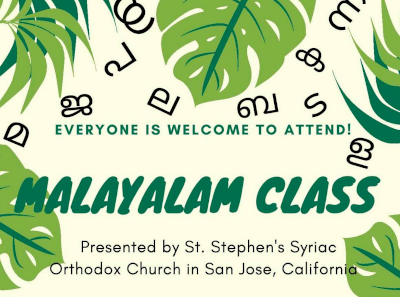 പ
ക
ജ
ല
ബ
ട
മ
EVERYONE IS WELCOME TO ATTEND!
MALAYALAM CLASS
Presented by St. Stephen's Syriac
Orthodox Church in San Jose, California